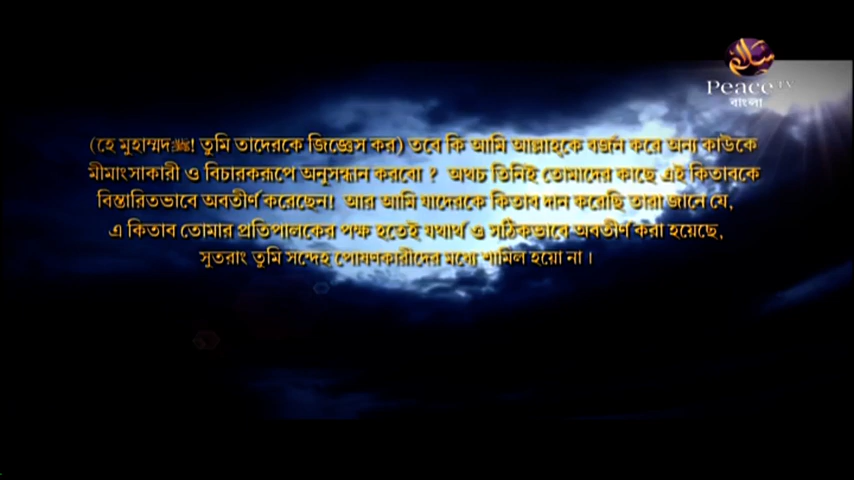 سلام
Peace TV
বাংলা
(হে মুহাম্মদ ﷺ! তুমি তাদেরকে জিজ্ঞেস কর) তবে কি আমি আল্লাহ্‌কে বর্জন করে অন্য কাউকে
মীমাংসাকারী ও বিচারকরূপে অনুসন্ধান করবো ? অথচ তিনিই তোমাদের কাছে এই কিতাবকে
বিস্তারিতভাবে অবতীর্ণ করেছেন! আর আমি যাদেরকে কিতাব দান করেছি তারা জানে যে,
এ কিতাব তোমার প্রতিপালকের পক্ষ হতেই যথার্থ ও সঠিকভাবে অবতীর্ণ করা হয়েছে,
সুতরাং তুমি সন্দেহ পোষণকারীদের মধ্যে শামিল হয়ো না।